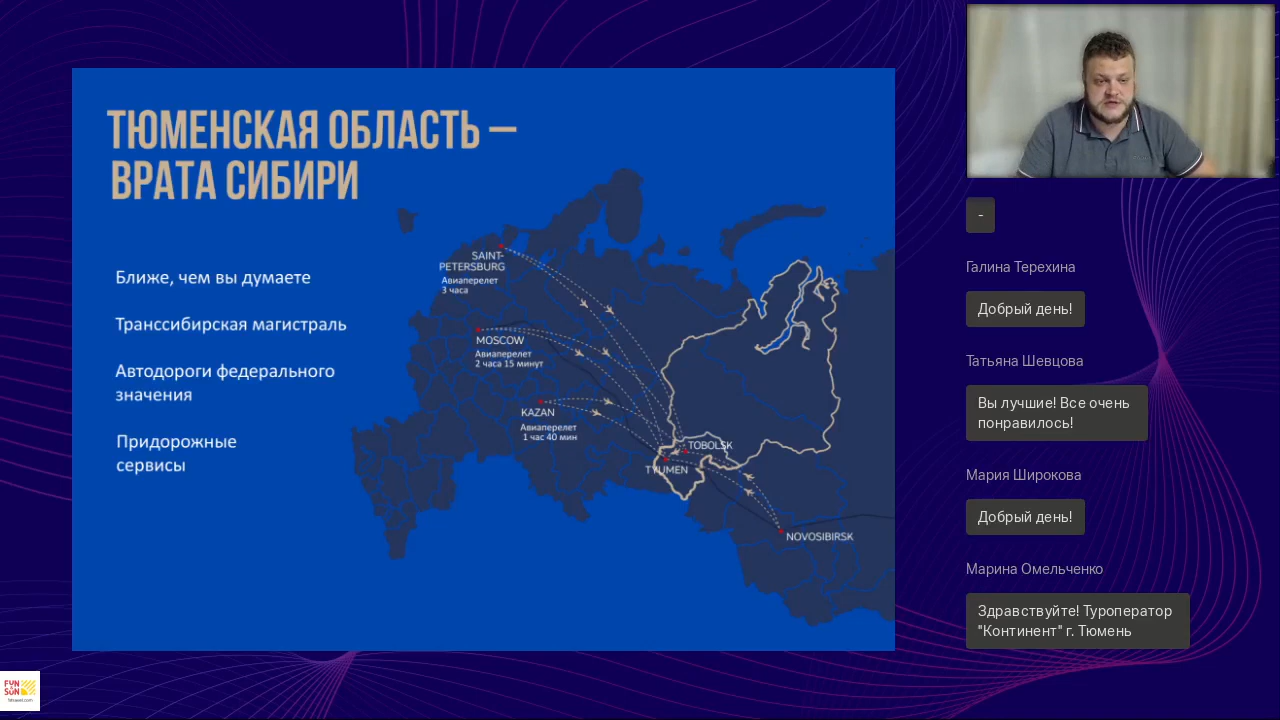 ТЮМЕНСКАЯ ОБЛАСТЬ –
ВРАТА СИБИРИ
Ближе, чем вы думаете
Транссибирская магистраль
Автодороги федерального
значения
Придорожные
сервисы
SAINT-
PETERSBURG
Авиаперелет
3 часа
MOSCOW
Авиаперелет
2 часа 15 минут
KAZAN
Авиаперелет
1 час 40 мин
TOBOLSK
TYUMEN
NOVOSIBIRSK
-
Галина Терехина
Добрый день!
Татьяна Шевцова
Вы лучшие! Все очень
понравилось!
Мария Широкова
Добрый день!
Марина Омельченко
Здравствуйте! Туроператор
"Континент" г. Тюмень
FUN
SUN